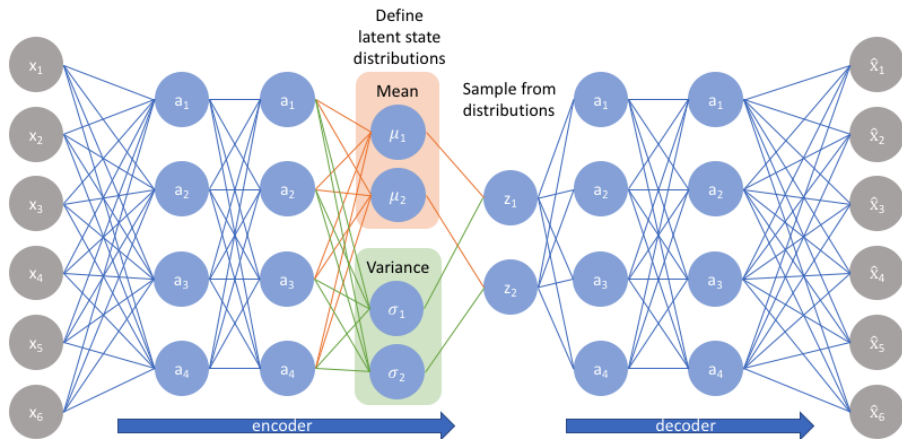 Define
latent state
distributions
Mean
Sample from
distributions
Variance
x₁
x₂
x₃
x₄
x₅
x₆
a₁
a₂
a₃
a₄
a₁
a₂
a₃
a₄
μ₁
μ₂
σ₁
σ₂
z₁
z₂
a₁
a₂
a₃
a₄
a₁
a₂
a₃
a₄
x̂₁
x̂₂
x̂₃
x̂₄
x̂₅
x̂₆
encoder
decoder